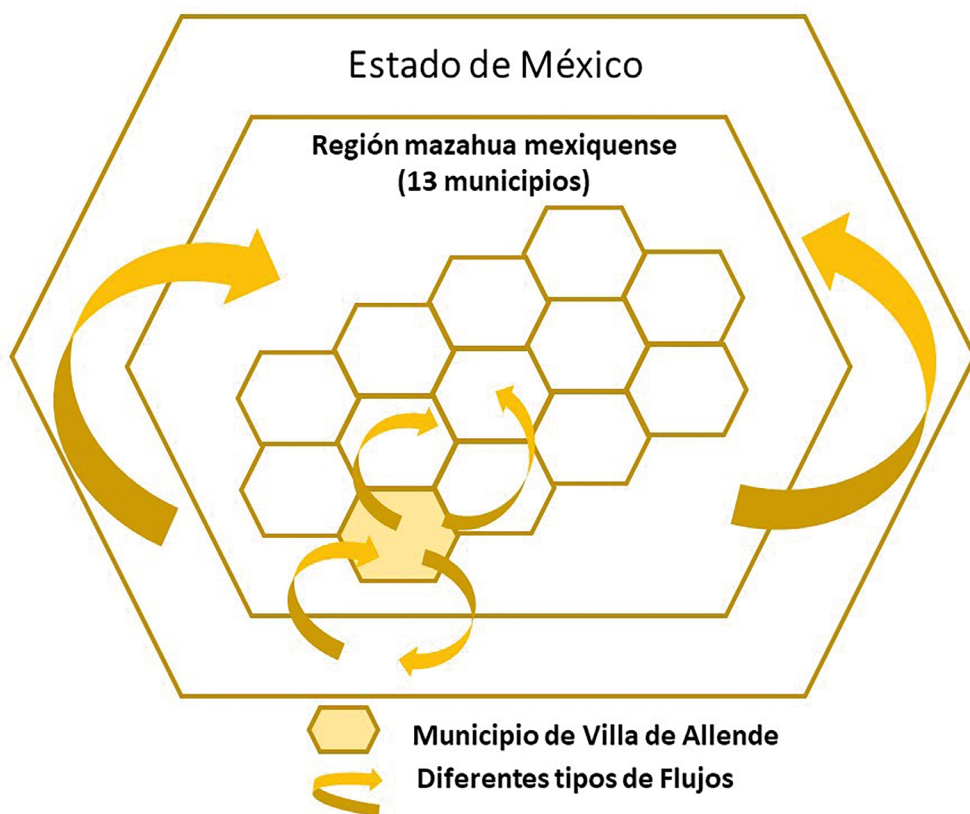 Estado de México
Región mazahua mexiquense
(13 municipios)
Municipio de Villa de Allende
Diferentes tipos de Flujos